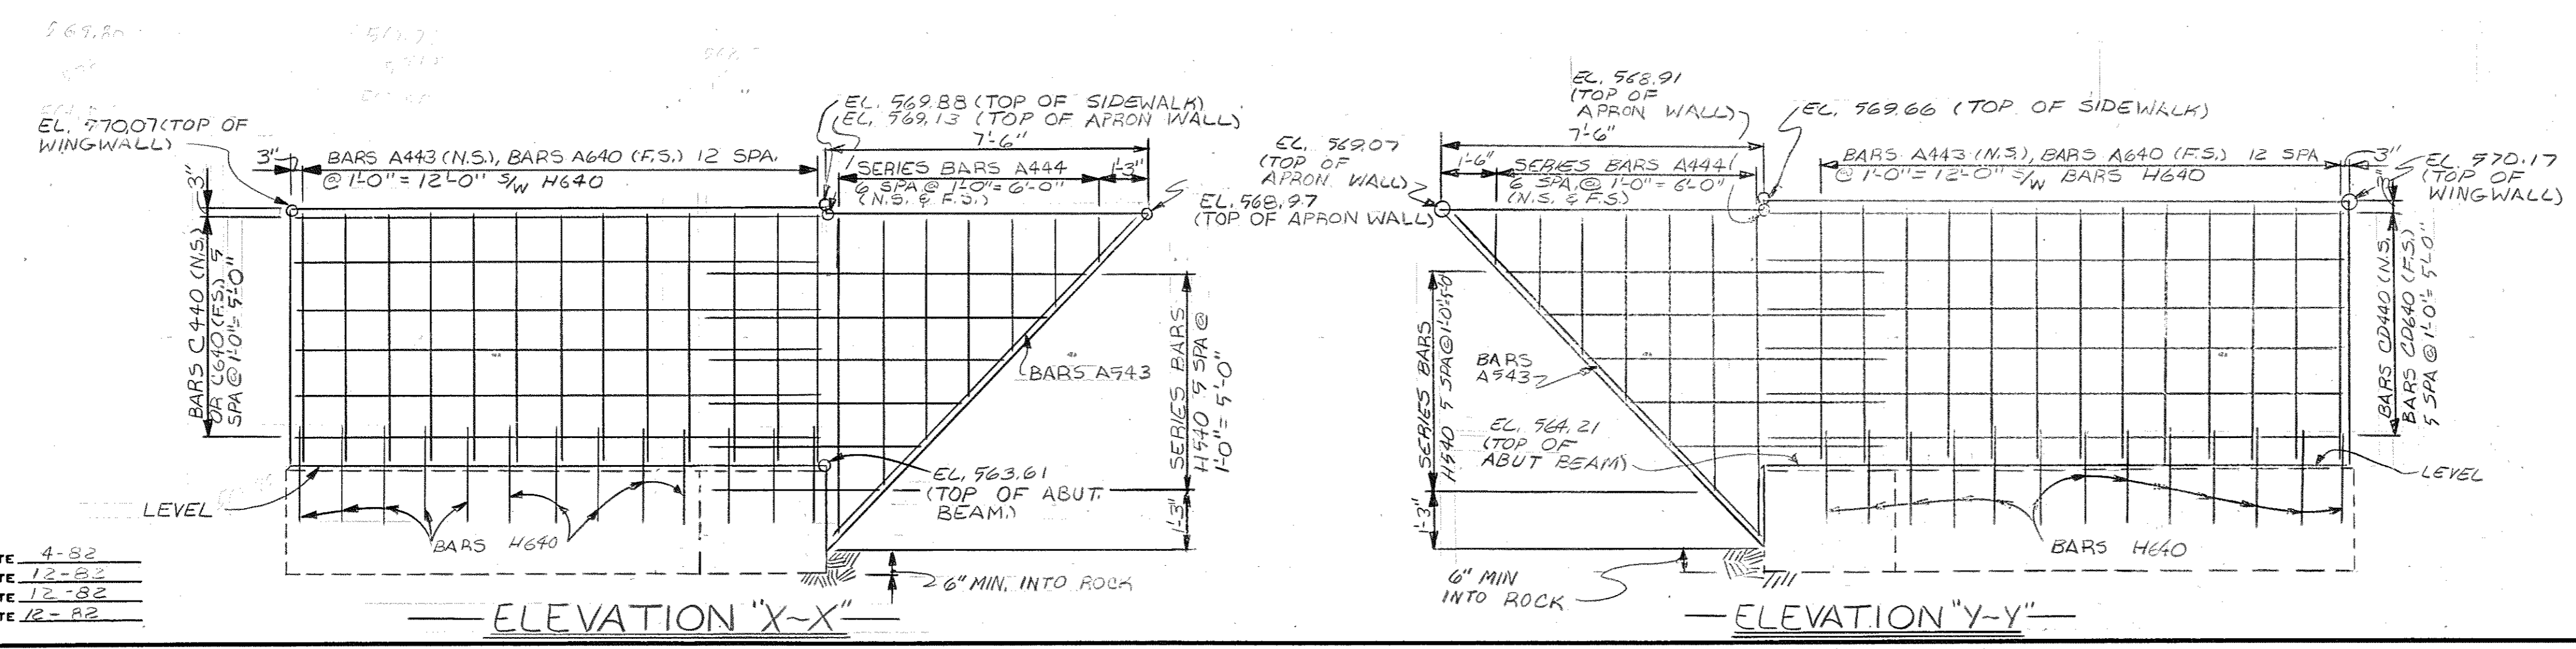 EL. 570.07 (TOP OF
WINGWALL)
3"
BARS A443 (N.S.), BARS A640 (F.S.) 12 SPA.
@ 1'-0" = 12'-0" S/W H640
EL. 569.88 (TOP OF SIDEWALK)
EL. 569.13 (TOP OF APRON WALL)
7'-6"
SERIES BARS A444
6 SPA @ 1'-0" = 6'-0"
(N.S. & F.S.)
1'-3"
EL. 568.97
(TOP OF APRON WALL)
3"
BARS C440 (N.S.)
OR C640 (F.S.) 5
SPA @ 1'-0" = 5'-0"
BARS A543
SERIES BARS
H540 5 SPA @
1'-0" = 5'-0"
1'-3"
EL. 563.61
(TOP OF ABUT.
BEAM.)
LEVEL
BARS H640
6" MIN. INTO ROCK
ELEVATION "X~X"
TE 4-82
TE 12-82
TE 12-82
TE 12-82
EL. 568.91
(TOP OF
APRON WALL)
7'-6"
EL. 569.66 (TOP OF SIDEWALK)
EL. 569.07
(TOP OF
APRON WALL)
1'-6"
SERIES BARS A444
6 SPA. @ 1'-0" = 6'-0"
(N.S. & F.S.)
BARS A443 (N.S.), BARS A640 (F.S.) 12 SPA
@ 1'-0" = 12'-0" S/W BARS H640
3"
3"
EL. 570.17
(TOP OF
WINGWALL)
SERIES BARS
H540 5 SPA @ 1'-0" = 5'-0"
1'-3"
BARS
A543
EL. 564.21
(TOP OF
ABUT BEAM)
BARS CD440 (N.S.
BARS CD640 (F.S.)
5 SPA @ 1'-0" = 5'-0"
LEVEL
BARS H640
6" MIN
INTO ROCK
ELEVATION "Y~Y"